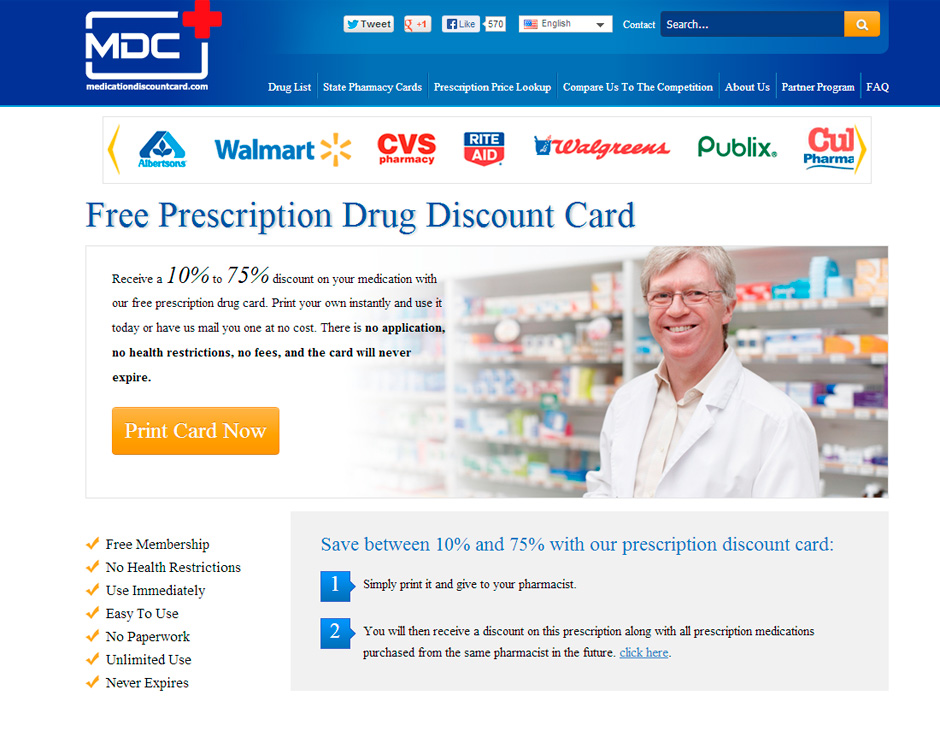 MDC
medicationdiscountcard.com
Tweet
+1
Like 570
English
Contact
Search...
Drug List
State Pharmacy Cards
Prescription Price Lookup
Compare Us To The Competition
About Us
Partner Program
FAQ
Albertsons
Walmart
CVS
pharmacy
RITE
AID
Walgreens
Publix.
Cu
Pharma
Free Prescription Drug Discount Card
Receive a 10% to 75% discount on your medication with
our free prescription drug card. Print your own instantly and use it
today or have us mail you one at no cost. There is no application,
no health restrictions, no fees, and the card will never
expire.
Print Card Now
Free Membership
No Health Restrictions
Use Immediately
Easy To Use
No Paperwork
Unlimited Use
Never Expires
Save between 10% and 75% with our prescription discount card:
1 Simply print it and give to your pharmacist.
2 You will then receive a discount on this prescription along with all prescription medications
purchased from the same pharmacist in the future. click here.